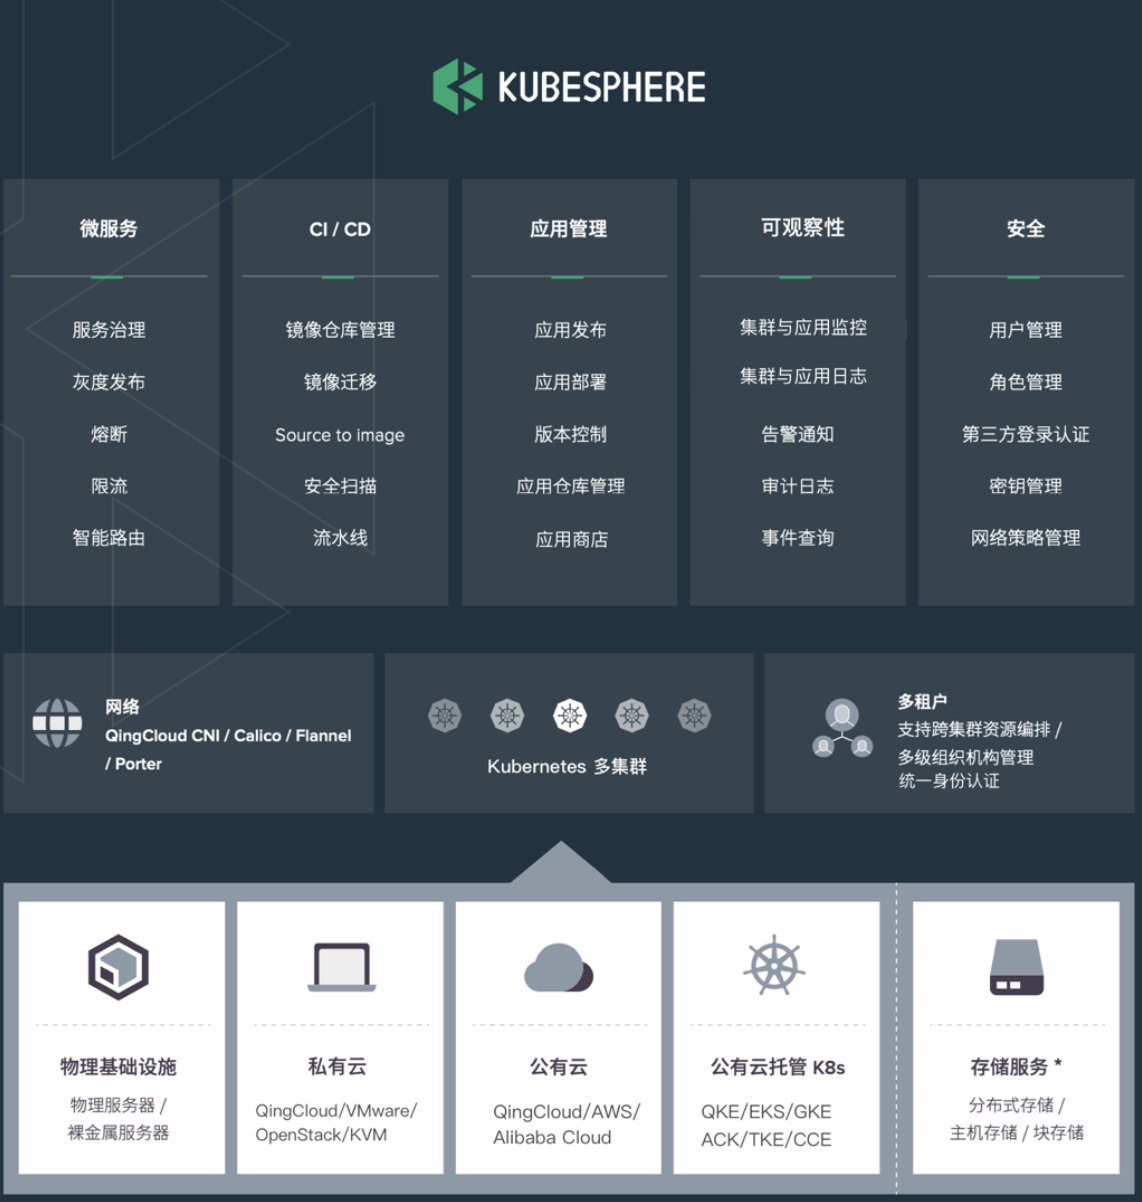 KUBESPHERE
微服务
服务治理
灰度发布
熔断
限流
智能路由
CI / CD
镜像仓库管理
镜像迁移
Source to image
安全扫描
流水线
应用管理
应用发布
应用部署
版本控制
应用仓库管理
应用商店
可观察性
集群与应用监控
集群与应用日志
告警通知
审计日志
事件查询
安全
用户管理
角色管理
第三方登录认证
密钥管理
网络策略管理
网络
QingCloud CNI / Calico / Flannel
/ Porter
Kubernetes 多集群
多租户
支持跨集群资源编排 /
多级组织机构管理
统一身份认证
物理基础设施
物理服务器 /
裸金属服务器
私有云
QingCloud/VMware/
OpenStack/KVM
公有云
QingCloud/AWS/
Alibaba Cloud
公有云托管 K8s
QKE/EKS/GKE
ACK/TKE/CCE
存储服务 *
分布式存储 /
主机存储 / 块存储